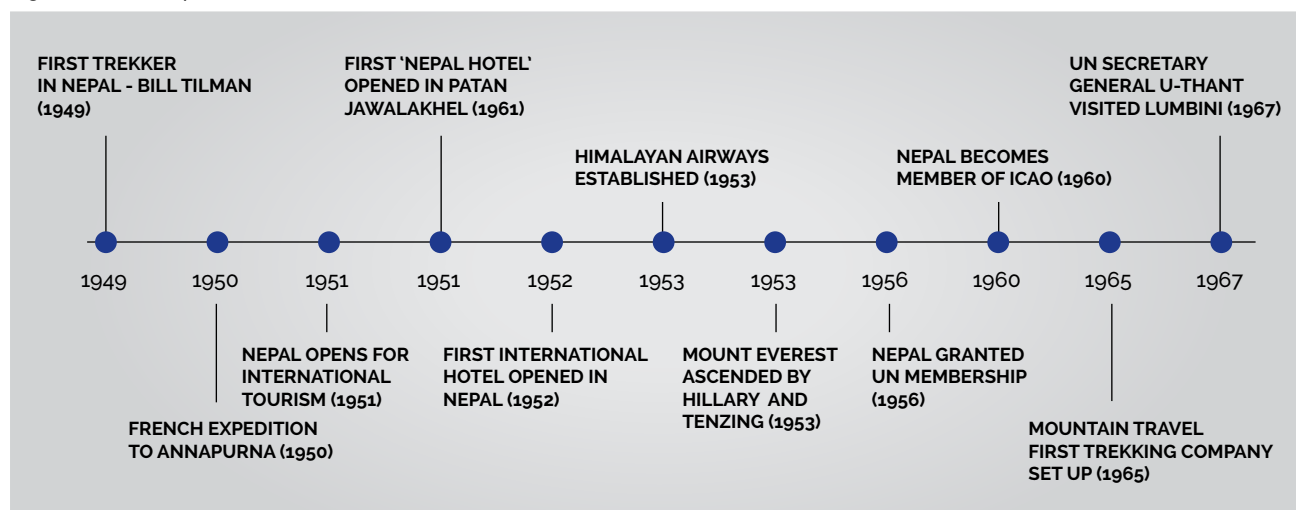 FIRST TREKKER
IN NEPAL - BILL TILMAN
(1949)
FIRST ‘NEPAL HOTEL’
OPENED IN PATAN
JAWALAKHEL (1961)
UN SECRETARY
GENERAL U-THANT
VISITED LUMBINI (1967)
HIMALAYAN AIRWAYS
ESTABLISHED (1953)
NEPAL BECOMES
MEMBER OF ICAO (1960)
1949 1950 1951 1951 1952 1953 1953 1956 1960 1965 1967
NEPAL OPENS FOR
INTERNATIONAL
TOURISM (1951)
FIRST INTERNATIONAL
HOTEL OPENED IN
NEPAL (1952)
MOUNT EVEREST
ASCENDED BY
HILLARY AND
TENZING (1953)
NEPAL GRANTED
UN MEMBERSHIP
(1956)
FRENCH EXPEDITION
TO ANNAPURNA (1950)
MOUNTAIN TRAVEL
FIRST TREKKING COMPANY
SET UP (1965)